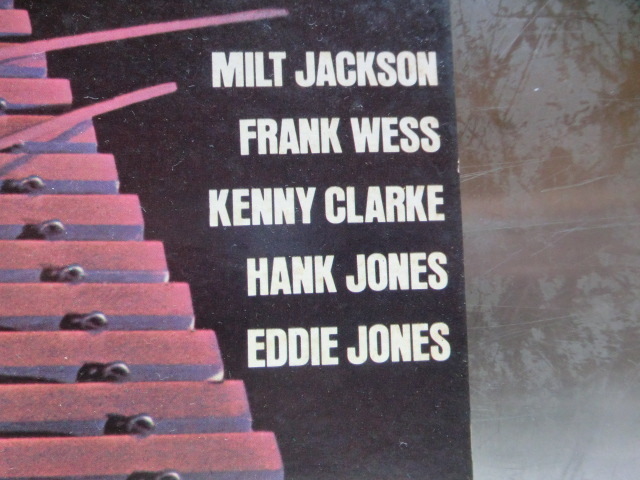 MILT JACKSON
FRANK WESS
KENNY CLARKE
HANK JONES
EDDIE JONES